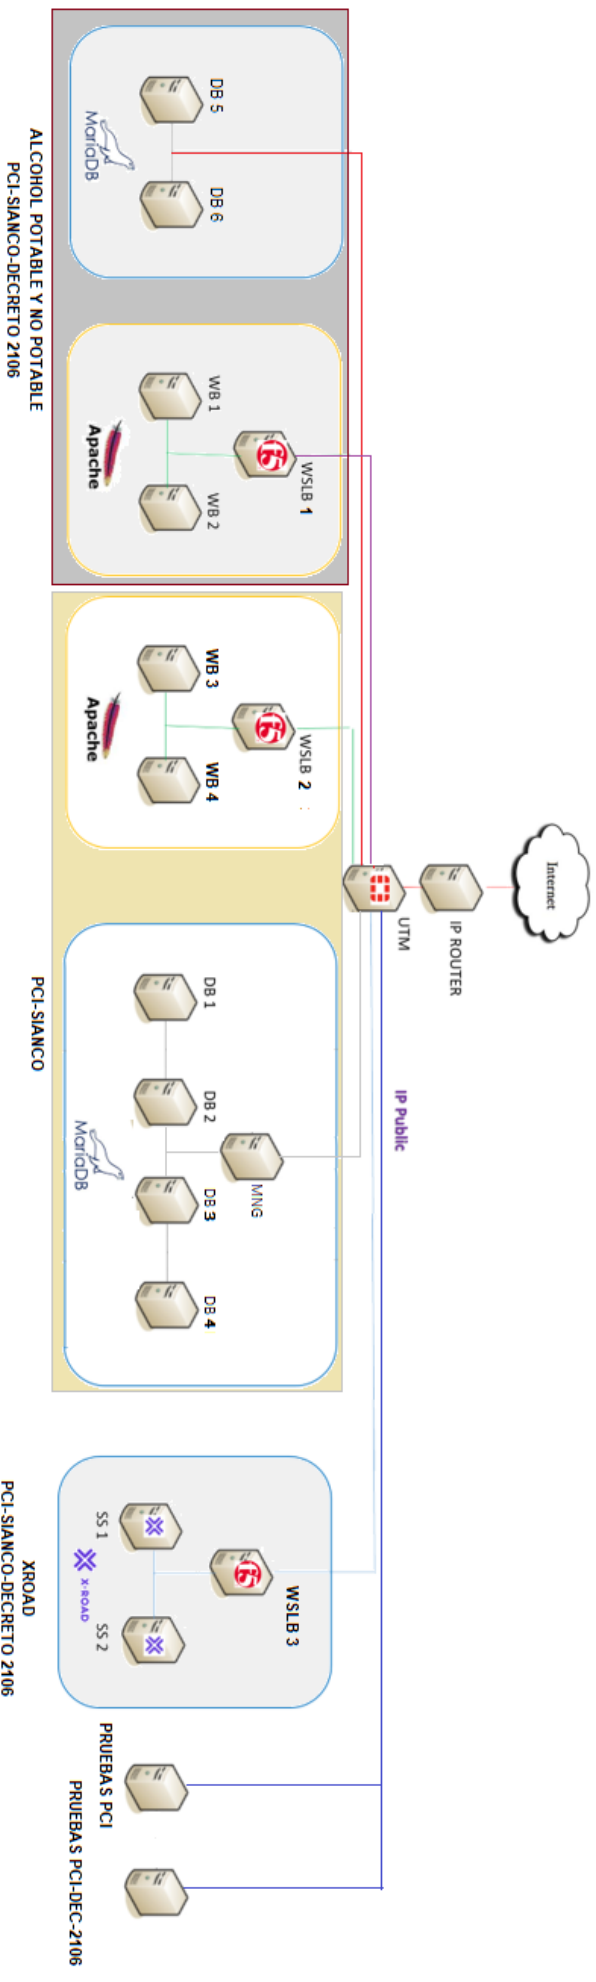 Internet
IP ROUTER
UTM
IP Public
DB 5
DB 6
MariaDB
WSLB 1
WB 1
WB 2
Apache
ALCOHOL POTABLE Y NO POTABLE
PCI-SIANCO-DECRETO 2106
WSLB 2
WB 3
WB 4
Apache
MNG
DB 1
DB 2
DB 3
DB 4
MariaDB
PCI-SIANCO
WSLB 3
SS 1
SS 2
X-ROAD
XROAD
PCI-SIANCO-DECRETO 2106
PRUEBAS PCI
PRUEBAS PCI-DEC-2106